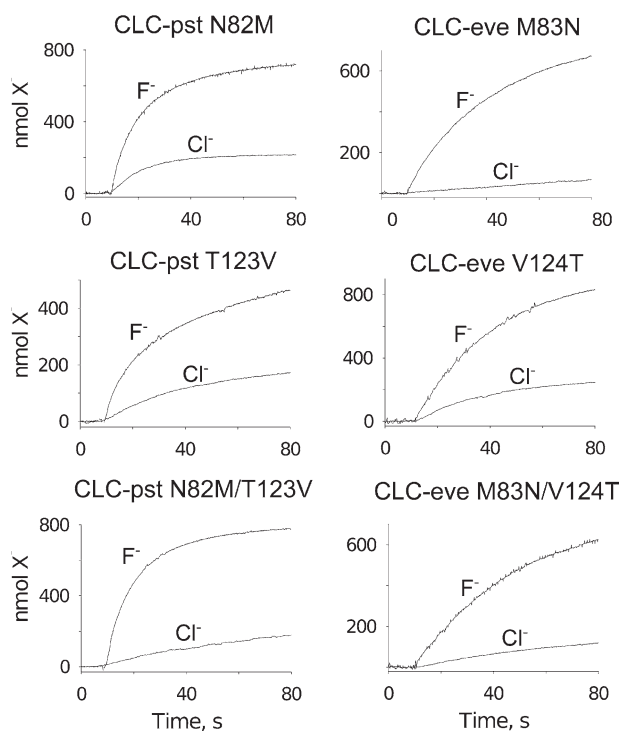 CLC-pst N82M
CLC-eve M83N
nmol X-
800
400
0
F-
Cl-
0 40 80
600
200
F-
Cl-
0 40 80
CLC-pst T123V
CLC-eve V124T
nmol X-
400
200
0
F-
Cl-
0 40 80
800
400
0
F-
Cl-
0 40 80
CLC-pst N82M/T123V
CLC-eve M83N/V124T
nmol X-
800
400
0
F-
Cl-
0 40 80
Time, s
600
200
F-
Cl-
0 40 80
Time, s